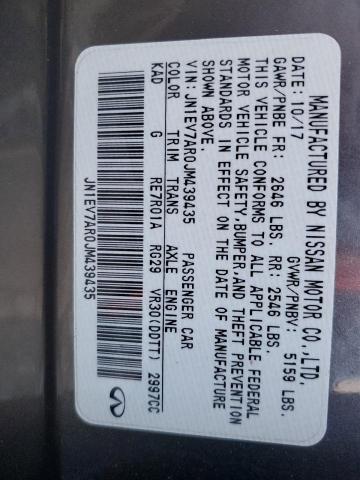 MANUFACTURED BY NISSAN MOTOR CO.,LTD.
DATE: 10/17 GVWR/PNBV: 5159 LBS.
GAWR/PNBE FR: 2646 LBS. RR: 2546 LBS.
THIS VEHICLE CONFORMS TO ALL APPLICABLE FEDERAL
MOTOR VEHICLE SAFETY,BUMPER,AND THEFT PREVENTION
STANDARDS IN EFFECT ON THE DATE OF MANUFACTURE
SHOWN ABOVE.
VIN: JN1EV7AR0JM439435 PASSENGER CAR
COLOR TRIM TRANS AXLE ENGINE
KAD G RE7R01A RG29 VR30(DDTT) 2997CC
JN1EV7AR0JM439435
INFINITI